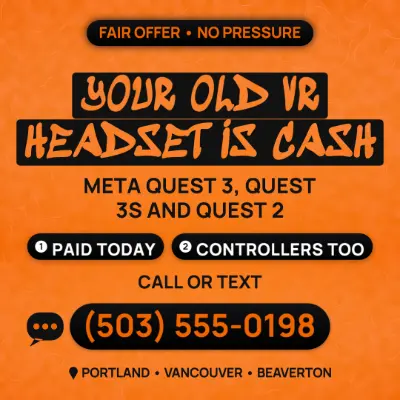 FAIR OFFER • NO PRESSURE
YOUR OLD VR
HEADSET IS CASH
META QUEST 3, QUEST
3S AND QUEST 2
1 PAID TODAY 2 CONTROLLERS TOO
CALL OR TEXT
(503) 555-0198
PORTLAND • VANCOUVER • BEAVERTON